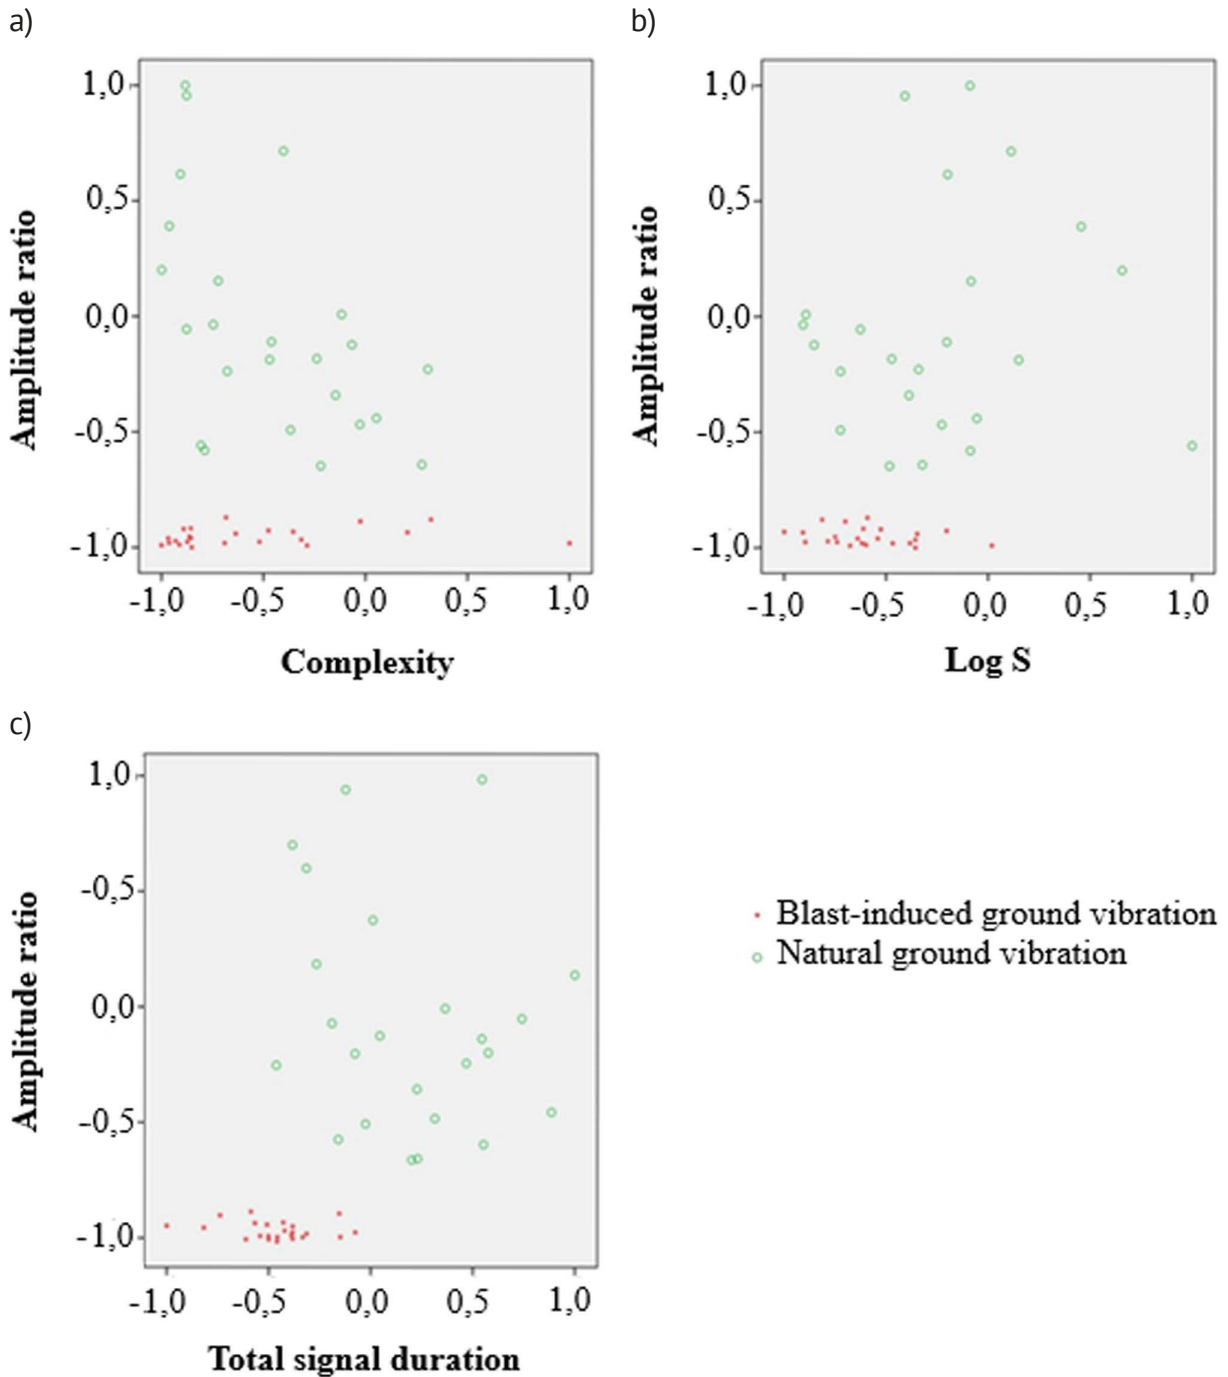 a)
1,0
0,5
0,0
-0,5
-1,0
Amplitude ratio
-1,0 -0,5 0,0 0,5 1,0
Complexity
b)
1,0
0,5
0,0
-0,5
-1,0
Amplitude ratio
-1,0 -0,5 0,0 0,5 1,0
Log S
c)
1,0
-0,5
0,0
-0,5
-1,0
Amplitude ratio
-1,0 -0,5 0,0 0,5 1,0
Total signal duration
Blast-induced ground vibration
Natural ground vibration